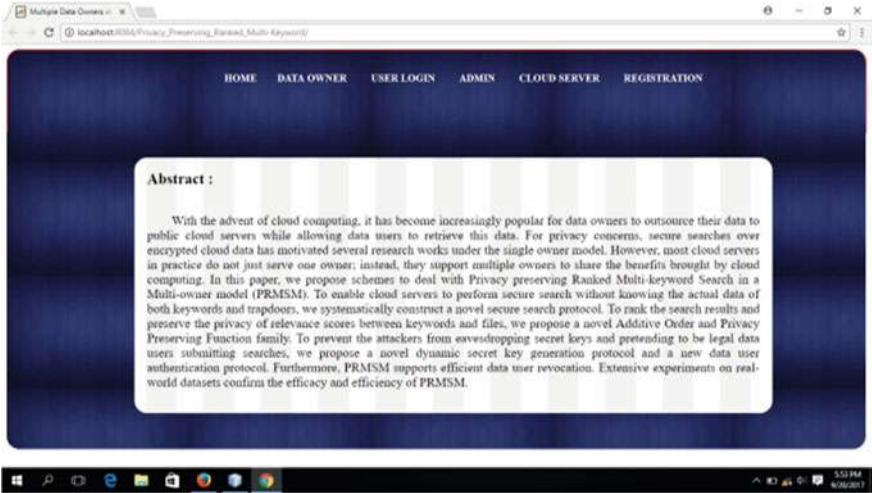 Multiple Data Owners in
localhost:8084/Privacy_Preserving_Ranked_Multi-Keyword/
HOME DATA OWNER USER LOGIN ADMIN CLOUD SERVER REGISTRATION
Abstract :
With the advent of cloud computing, it has become increasingly popular for data owners to outsource their data to
public cloud servers while allowing data users to retrieve this data. For privacy concerns, secure searches over
encrypted cloud data has motivated several research works under the single owner model. However, most cloud servers
in practice do not just serve one owner; instead, they support multiple owners to share the benefits brought by cloud
computing. In this paper, we propose schemes to deal with Privacy preserving Ranked Multi-keyword Search in a
Multi-owner model (PRMSM). To enable cloud servers to perform secure search without knowing the actual data of
both keywords and trapdoors, we systematically construct a novel secure search protocol. To rank the search results and
preserve the privacy of relevance scores between keywords and files, we propose a novel Additive Order and Privacy
Preserving Function family. To prevent the attackers from eavesdropping secret keys and pretending to be legal data
users submitting searches, we propose a novel dynamic secret key generation protocol and a new data user
authentication protocol. Furthermore, PRMSM supports efficient data user revocation. Extensive experiments on real-
world datasets confirm the efficacy and efficiency of PRMSM.
5:53 PM
9/20/2017